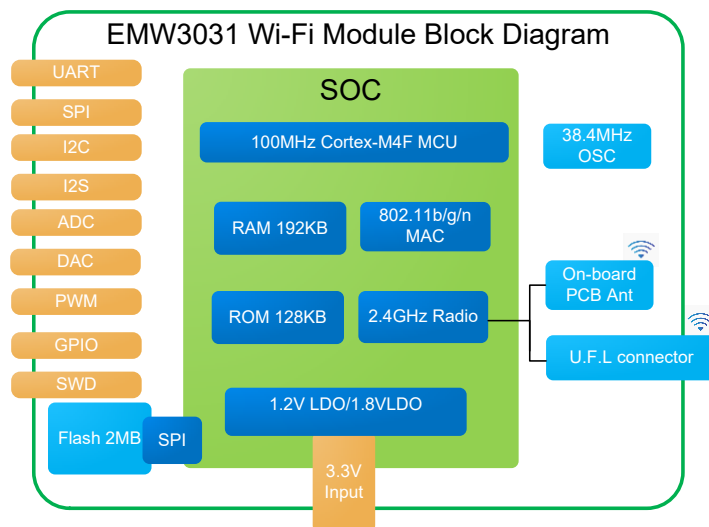 EMW3031 Wi-Fi Module Block Diagram
UART
SPI
I2C
I2S
ADC
DAC
PWM
GPIO
SWD
Flash 2MB
SPI
SOC
100MHz Cortex-M4F MCU
RAM 192KB
802.11b/g/n
MAC
ROM 128KB
2.4GHz Radio
1.2V LDO/1.8VLDO
3.3V
Input
38.4MHz
OSC
On-board
PCB Ant
U.F.L connector